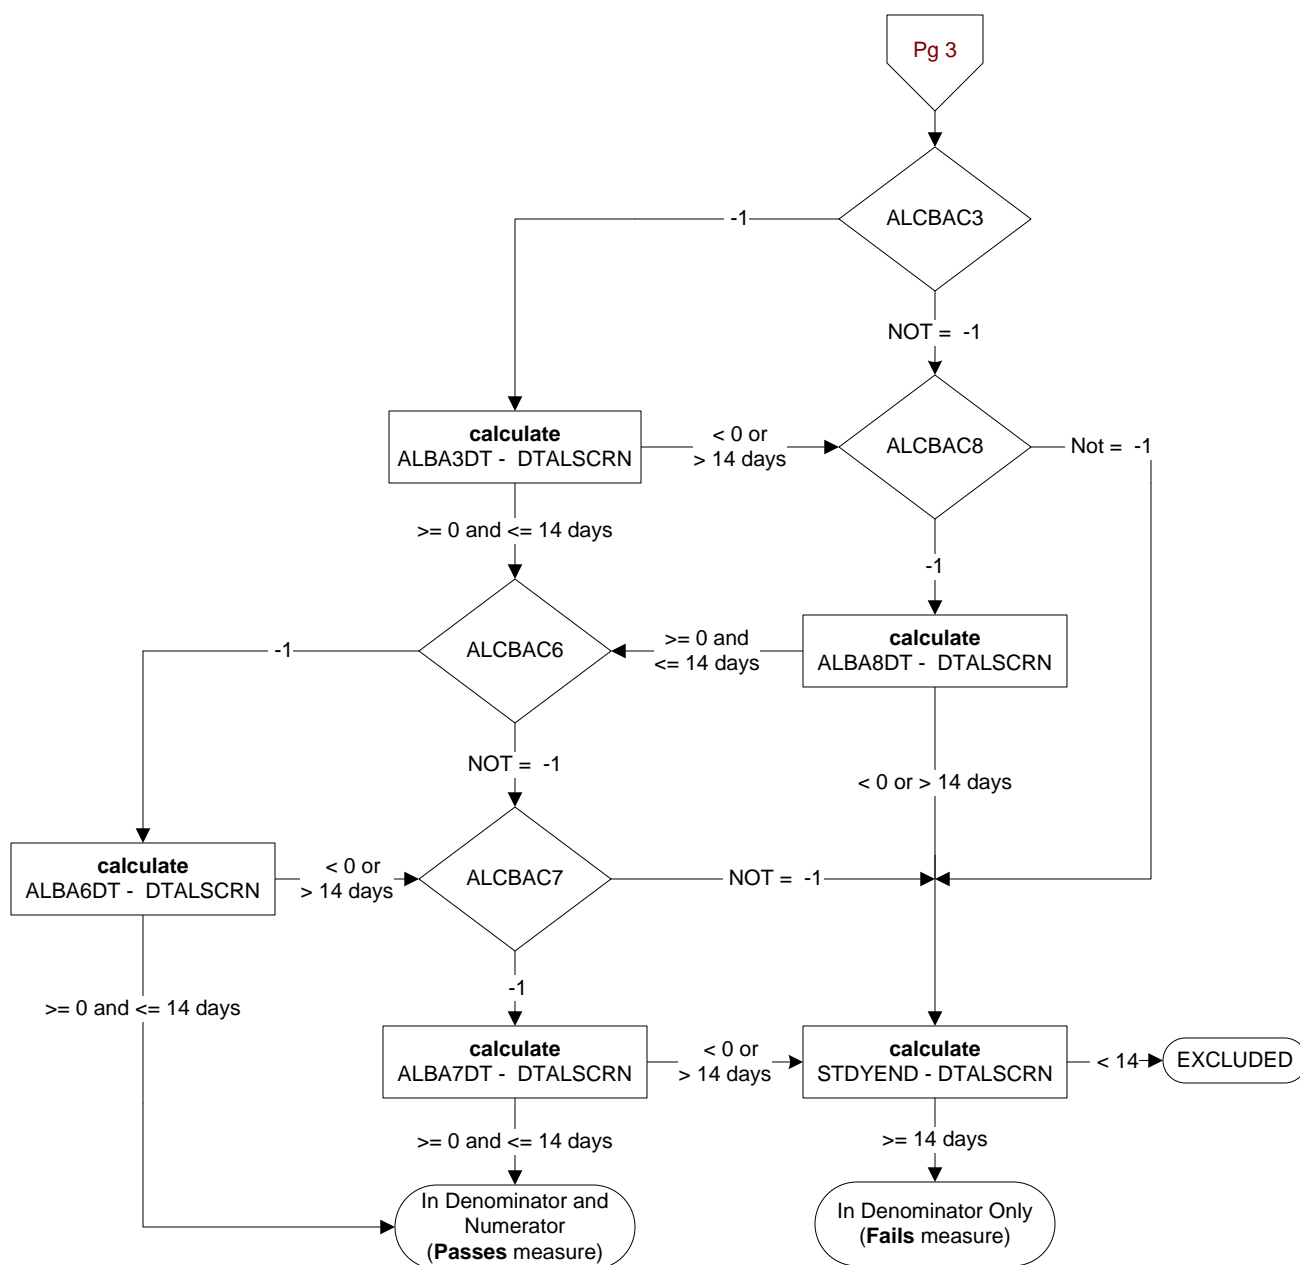 Pg 3
ALCBAC3
-1
NOT =  -1
calculate
ALBA3DT -  DTALSCRN
< 0 or
> 14 days
ALCBAC8
Not =  -1
>= 0 and <= 14 days
-1
ALCBAC6
-1
>= 0 and
<= 14 days
calculate
ALBA8DT -  DTALSCRN
NOT =  -1
< 0 or > 14 days
calculate
ALBA6DT -  DTALSCRN
< 0 or
> 14 days
ALCBAC7
NOT =  -1
-1
>= 0 and <= 14 days
calculate
ALBA7DT -  DTALSCRN
< 0 or
> 14 days
calculate
STDYEND - DTALSCRN
< 14
EXCLUDED
>= 0 and <= 14 days
>= 14 days
In Denominator and
Numerator
(Passes measure)
In Denominator Only
(Fails measure)